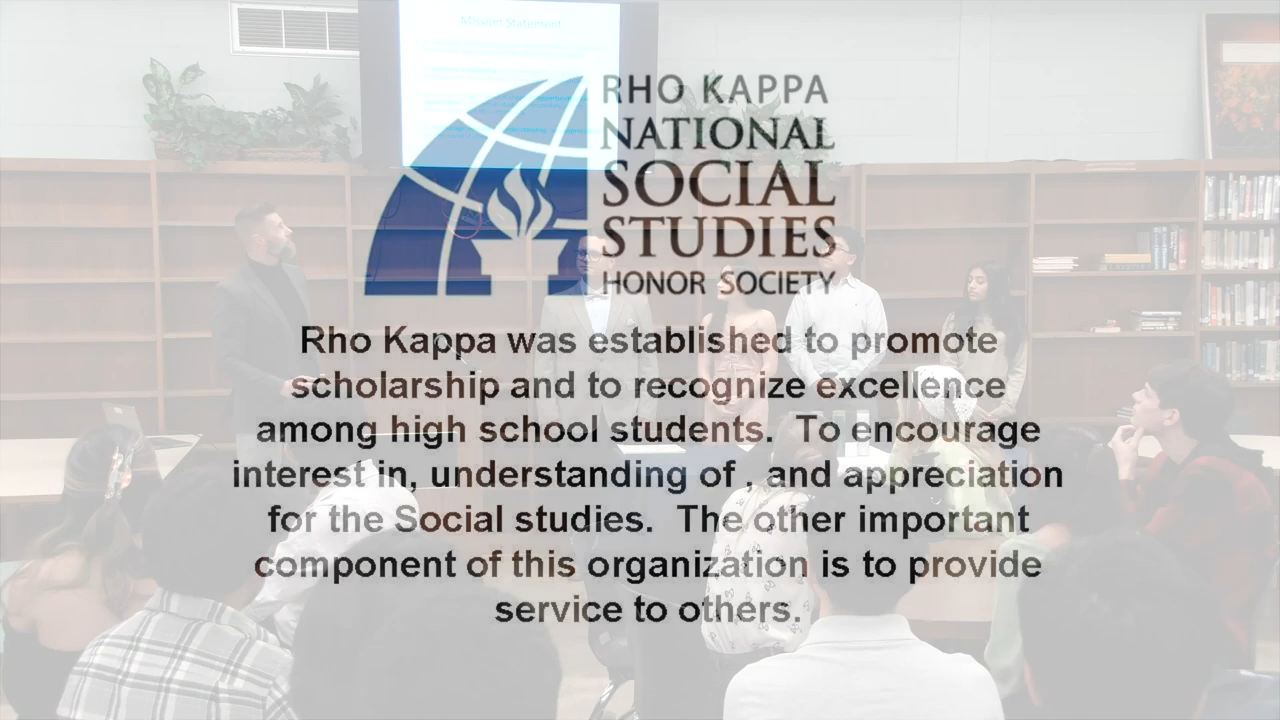 Mission Statement
RHO KAPPA
NATIONAL
SOCIAL
STUDIES
HONOR SOCIETY
Rho Kappa was established to promote
scholarship and to recognize excellence
among high school students.  To encourage
interest in, understanding of , and appreciation
for the Social studies.  The other important
component of this organization is to provide
service to others.